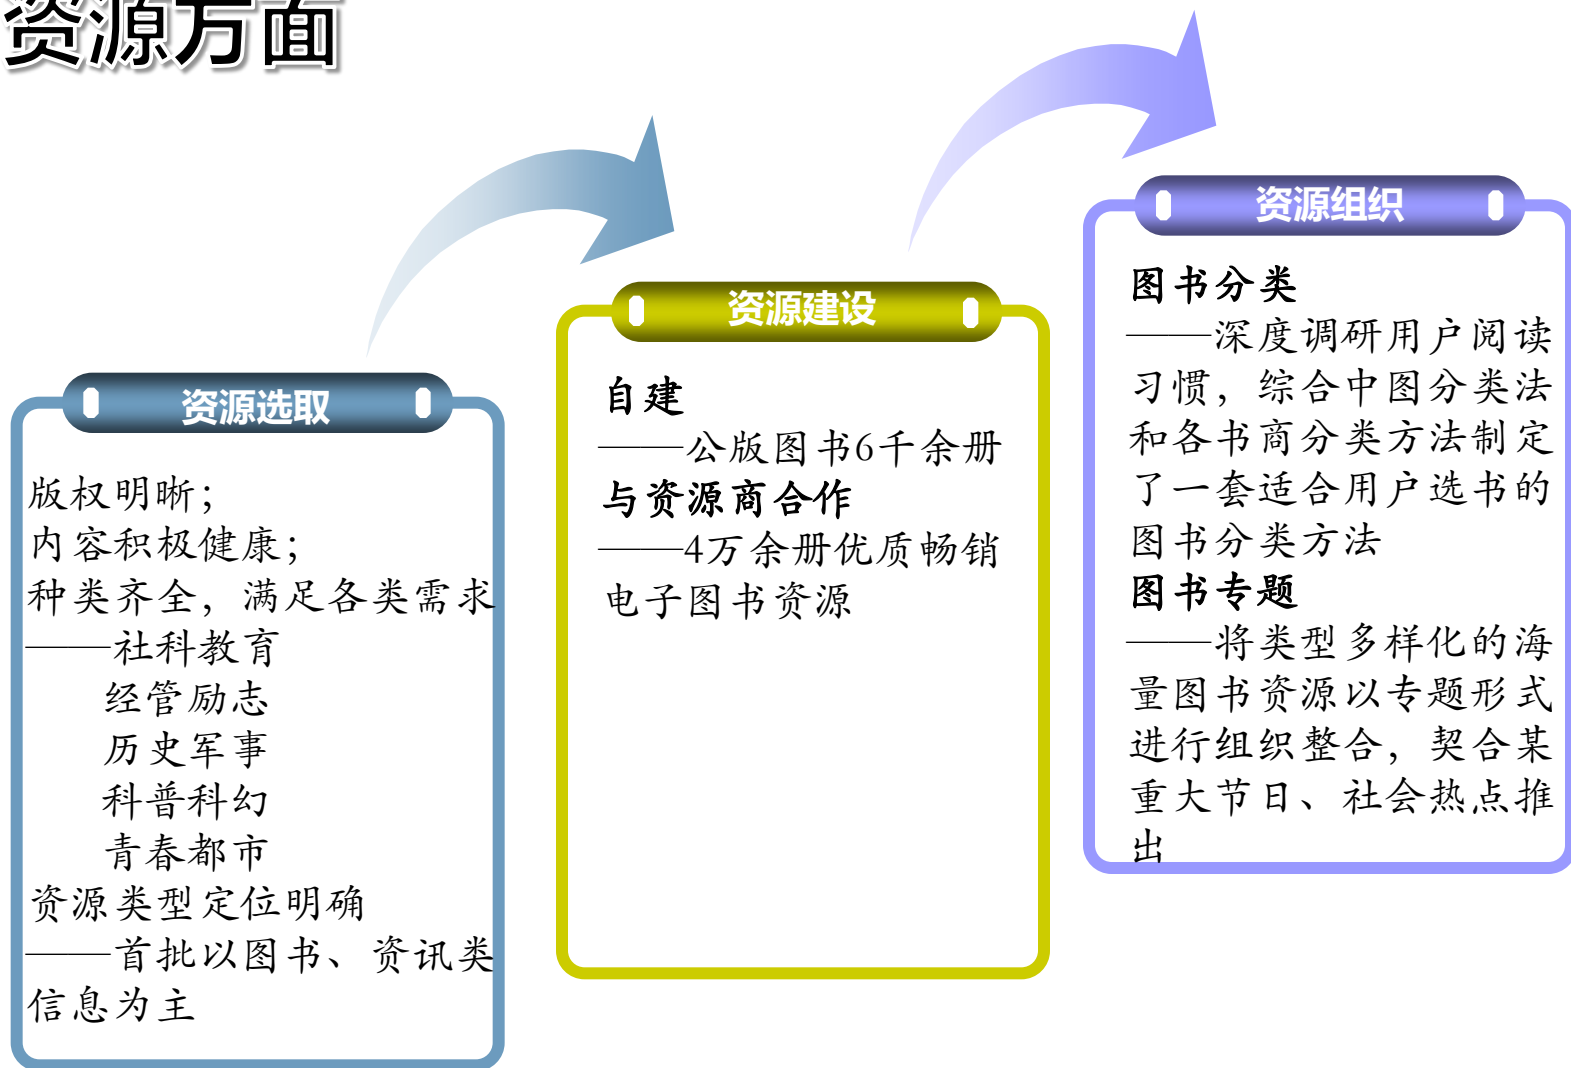 资源方面
资源选取
版权明晰；
内容积极健康；
种类齐全，满足各类需求
——社科教育
经管励志
历史军事
科普科幻
青春都市
资源类型定位明确
——首批以图书、资讯类
信息为主
资源建设
自建
——公版图书6千余册
与资源商合作
——4万余册优质畅销
电子图书资源
资源组织
图书分类
——深度调研用户阅读
习惯，综合中图分类法
和各书商分类方法制定
了一套适合用户选书的
图书分类方法
图书专题
——将类型多样化的海
量图书资源以专题形式
进行组织整合，契合某
重大节日、社会热点推
出